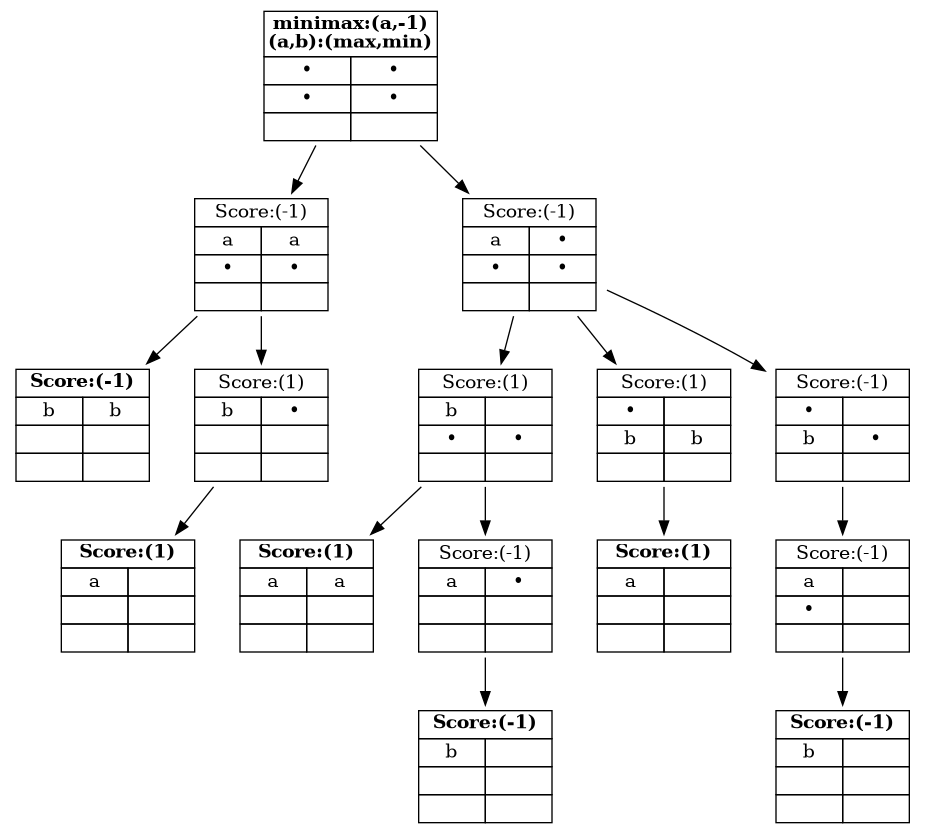 minimax:(a,-1)
(a,b):(max,min)
• •
• •
Score:(-1) Score:(-1)
a a a •
• • • •
Score:(-1) Score:(1) Score:(1) Score:(1) Score:(-1)
b b b • b • •
• • b b b •
Score:(1) Score:(1) Score:(-1) Score:(1) Score:(-1)
a a a a • a a
•
Score:(-1) Score:(-1)
b b